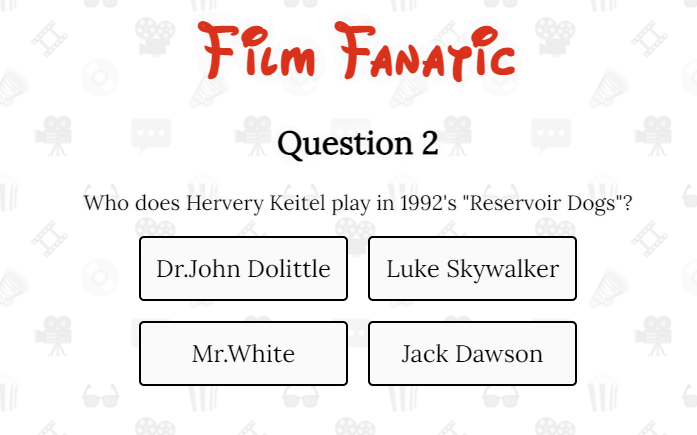 Film Fanatic
Question 2
Who does Hervery Keitel play in 1992's "Reservoir Dogs"?
Dr.John Dolittle
Luke Skywalker
Mr.White
Jack Dawson